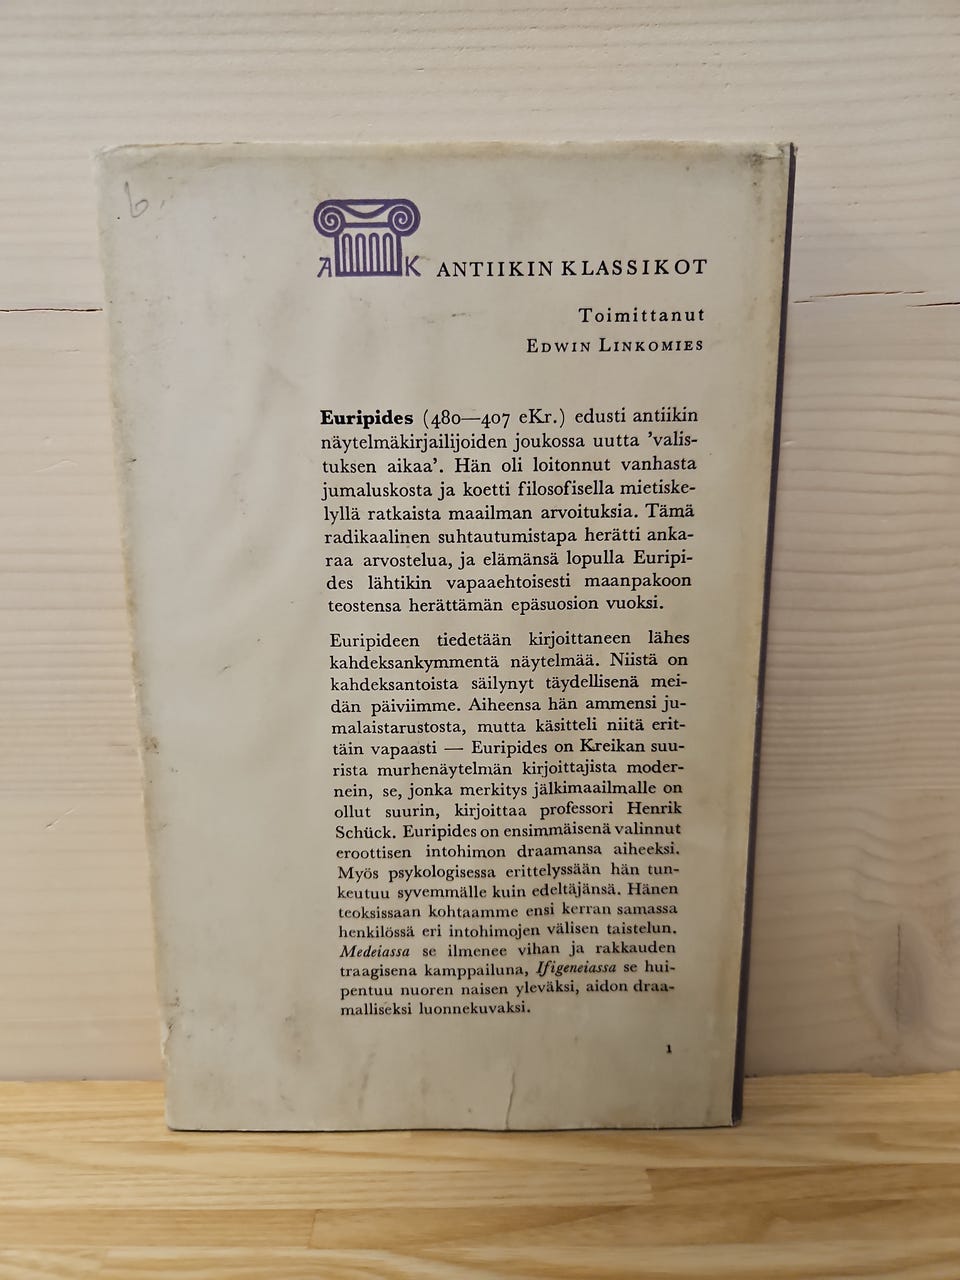 6.
A K ANTIIKIN KLASSIKOT
Toimittanut
EDWIN LINKOMIES
Euripides (480—407 eKr.) edusti antiikin
näytelmäkirjailijoiden joukossa uutta ’valis-
tuksen aikaa’. Hän oli loitonnut vanhasta
jumaluskosta ja koetti filosofisella mietiske-
lyllä ratkaista maailman arvoituksia. Tämä
radikaalinen suhtautumistapa herätti anka-
raa arvostelua, ja elämänsä lopulla Euripi-
des lähtikin vapaaehtoisesti maanpakoon
teostensa herättämän epäsuosion vuoksi.
Euripideen tiedetään kirjoittaneen lähes
kahdeksankymmentä näytelmää. Niistä on
kahdeksantoista säilynyt täydellisenä mei-
dän päiviimme. Aiheensa hän ammensi ju-
malaistarustosta, mutta käsitteli niitä erit-
täin vapaasti — Euripides on Kreikan suu-
rista murhenäytelmän kirjoittajista moder-
nein, se, jonka merkitys jälkimaailmalle on
ollut suurin, kirjoittaa professori Henrik
Schück. Euripides on ensimmäisenä valinnut
eroottisen intohimon draamansa aiheeksi.
Myös psykologisessa erittelyssään hän tun-
keutuu syvemmälle kuin edeltäjänsä. Hänen
teoksissaan kohtaamme ensi kerran samassa
henkilössä eri intohimojen välisen taistelun.
Medeiassa se ilmenee vihan ja rakkauden
traagisena kamppailuna, Ifigeneiassa se hui-
pentuu nuoren naisen yleväksi, aidon draa-
malliseksi luonnekuvaksi.
1